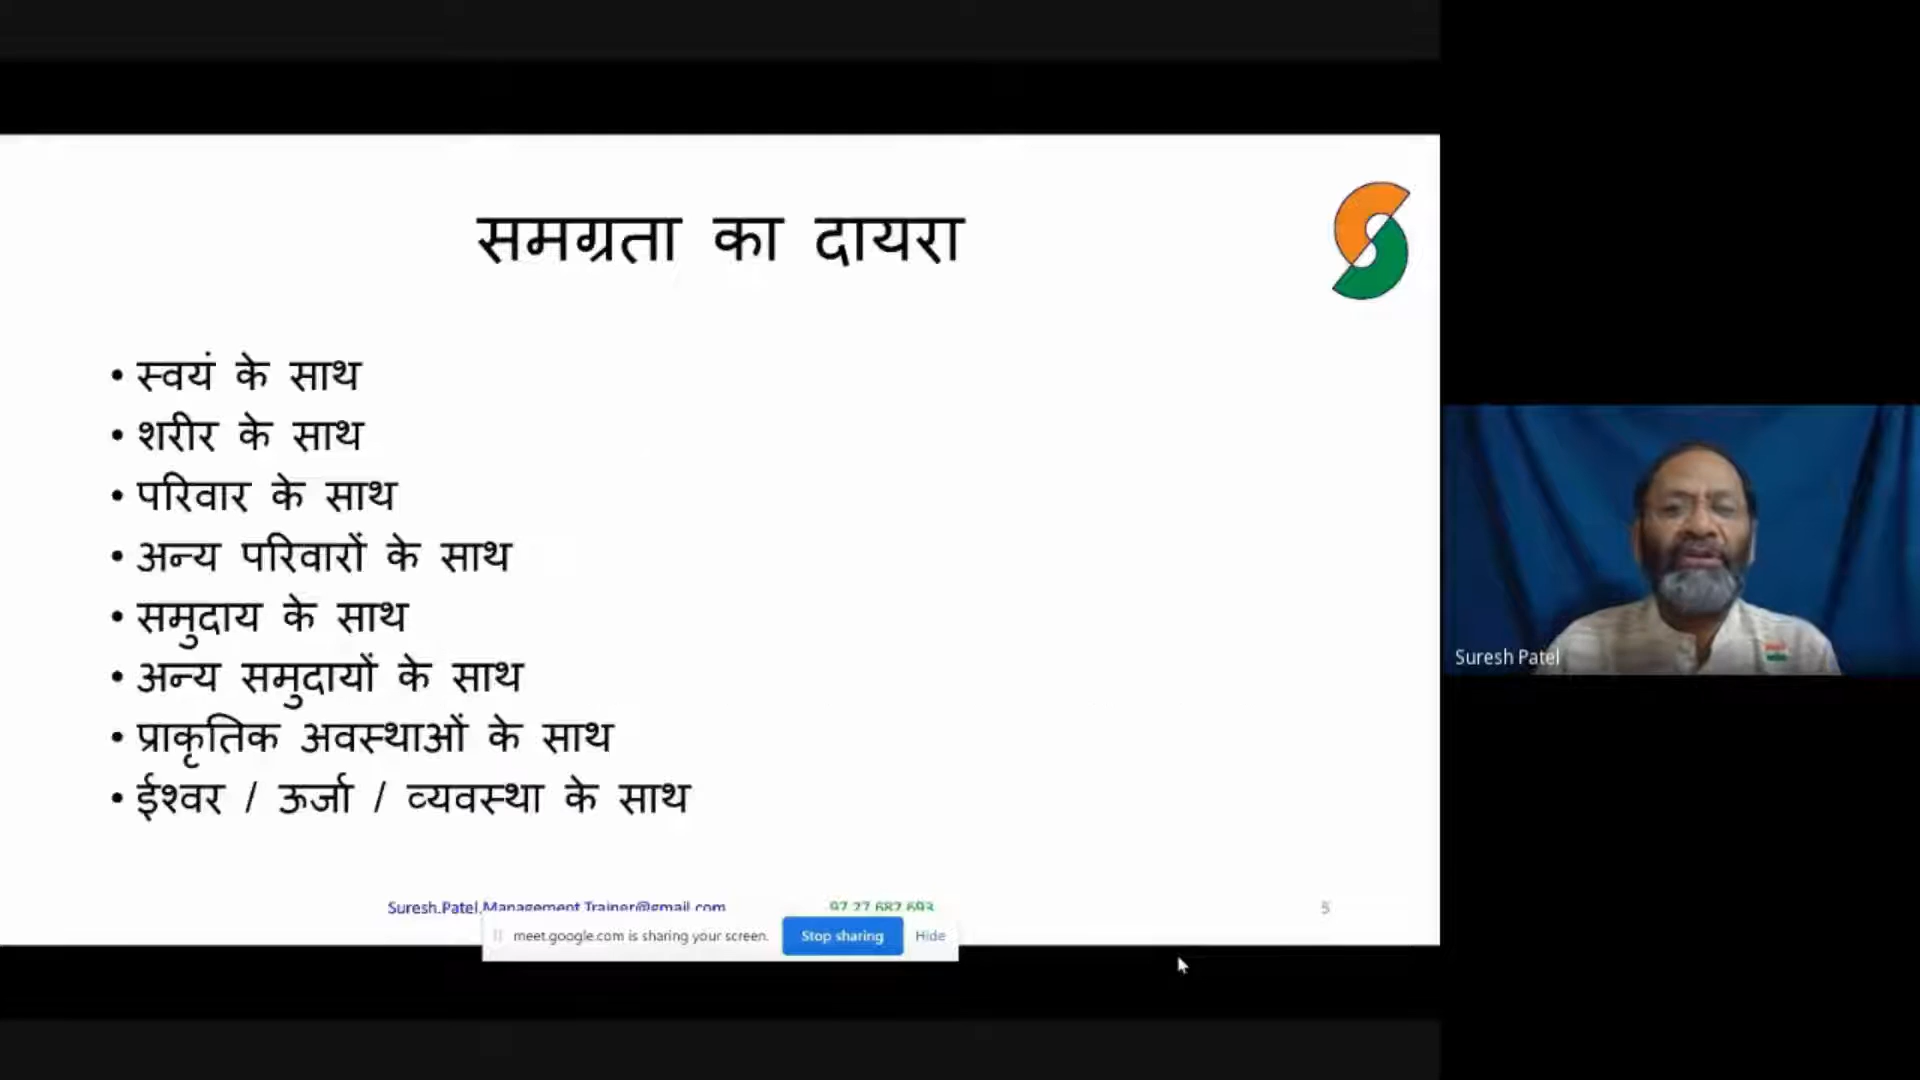 समग्रता का दायरा
• स्वयं के साथ
• शरीर के साथ
• परिवार के साथ
• अन्य परिवारों के साथ
• समुदाय के साथ
• अन्य समुदायों के साथ
• प्राकृतिक अवस्थाओं के साथ
• ईश्वर / ऊर्जा / व्यवस्था के साथ
Suresh.Patel.Management.Trainer@gmail.com 97 27 687 693 5
meet.google.com is sharing your screen. Stop sharing Hide
Suresh Patel